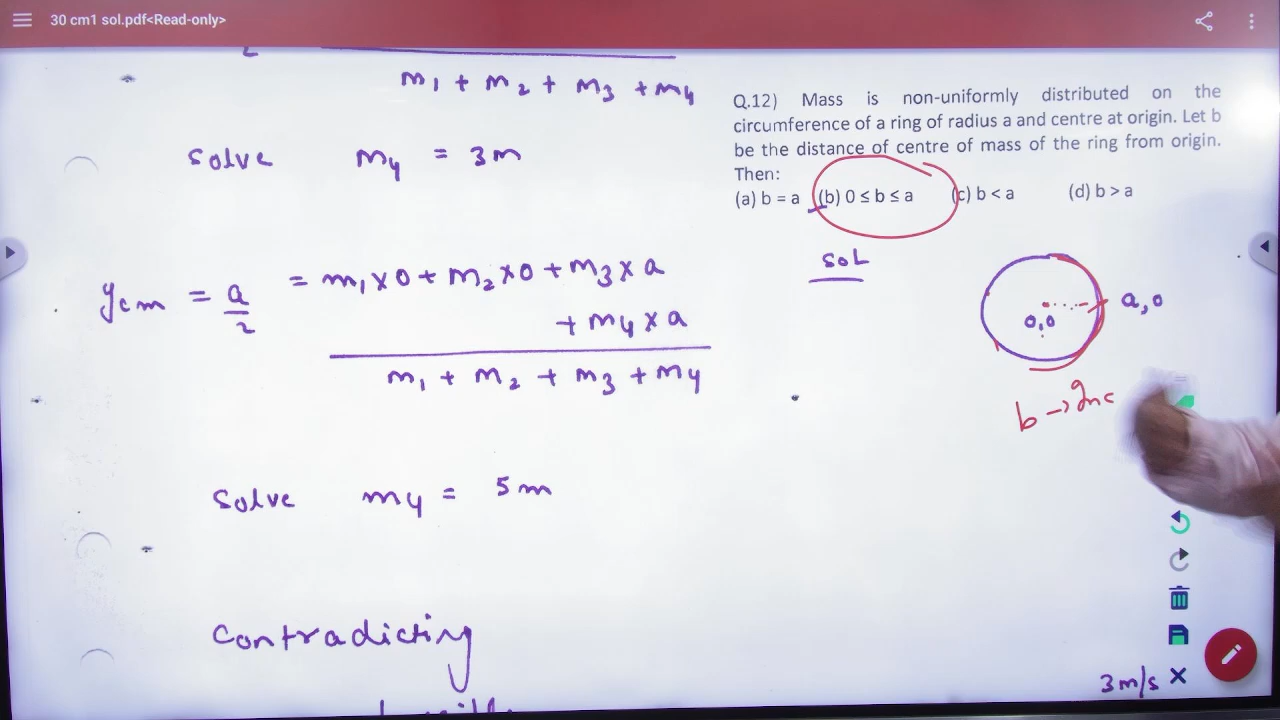 30 cm1 sol.pdf<Read-only>
m1 + m2 + m3 + m4
Solve m4 = 3m
ycm = a/2 = m1 x 0 + m2 x 0 + m3 x a
+ m4 x a
m1 + m2 + m3 + m4
Solve m4 = 5m
Contradicting
Q.12) Mass is non-uniformly distributed on the
circumference of a ring of radius a and centre at origin. Let b
be the distance of centre of mass of the ring from origin.
Then:
(a) b = a (b) 0 ≤ b ≤ a (c) b < a (d) b > a
Sol
0,0
a,0
b → Inc
3 m/s